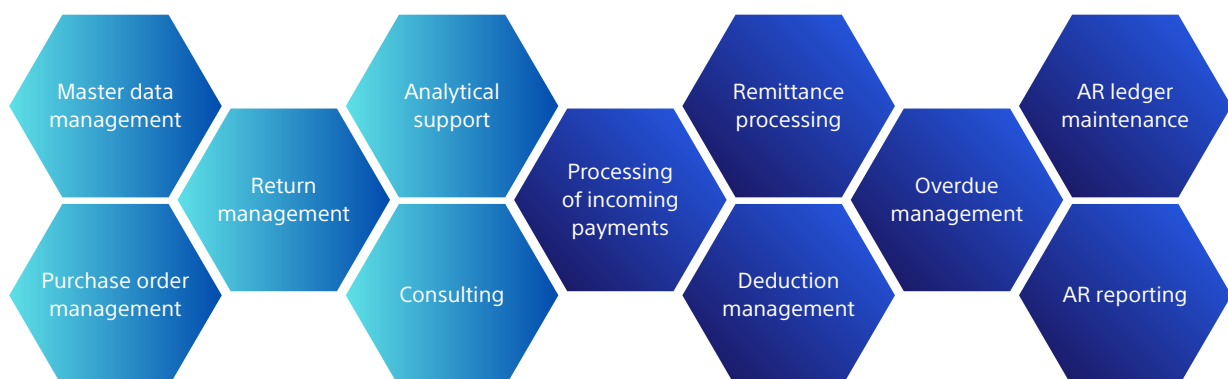 Master data
management
Purchase order
management
Return
management
Analytical
support
Consulting
Processing
of incoming
payments
Remittance
processing
Deduction
management
Overdue
management
AR ledger
maintenance
AR reporting